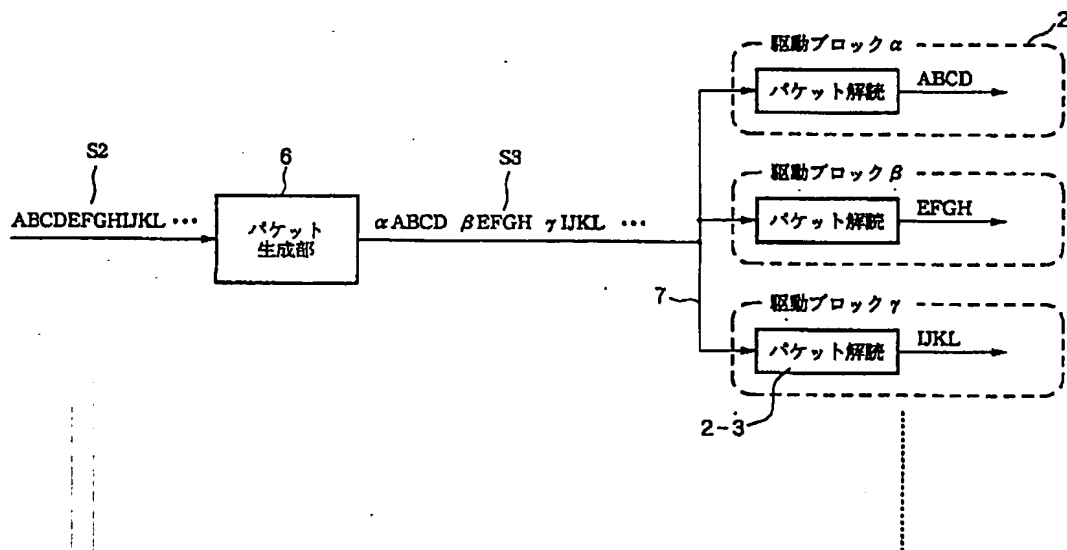 2
駆動ブロックα
パケット解読
ABCD
S2
6
S3
ABCDEFGHIJKL ...
パケット
生成部
αABCD βEFGH γIJKL ...
駆動ブロックβ
パケット解読
EFGH
7
駆動ブロックγ
パケット解読
IJKL
2-3